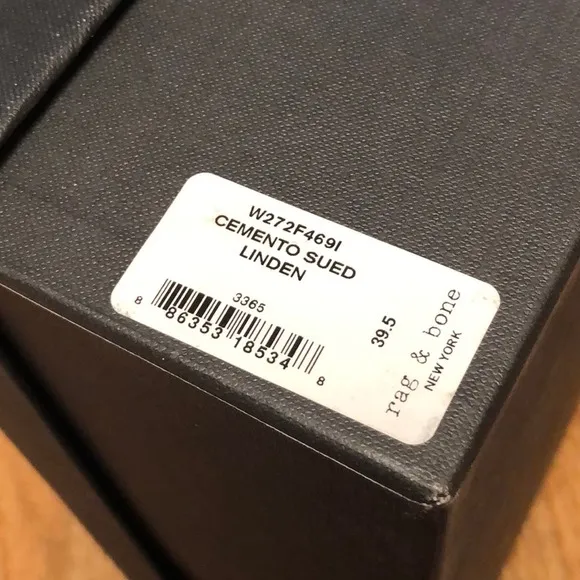 W272F469I
CEMENTO SUED
LINDEN
3365
8 86353 18534 8
39.5
rag & bone
NEW YORK